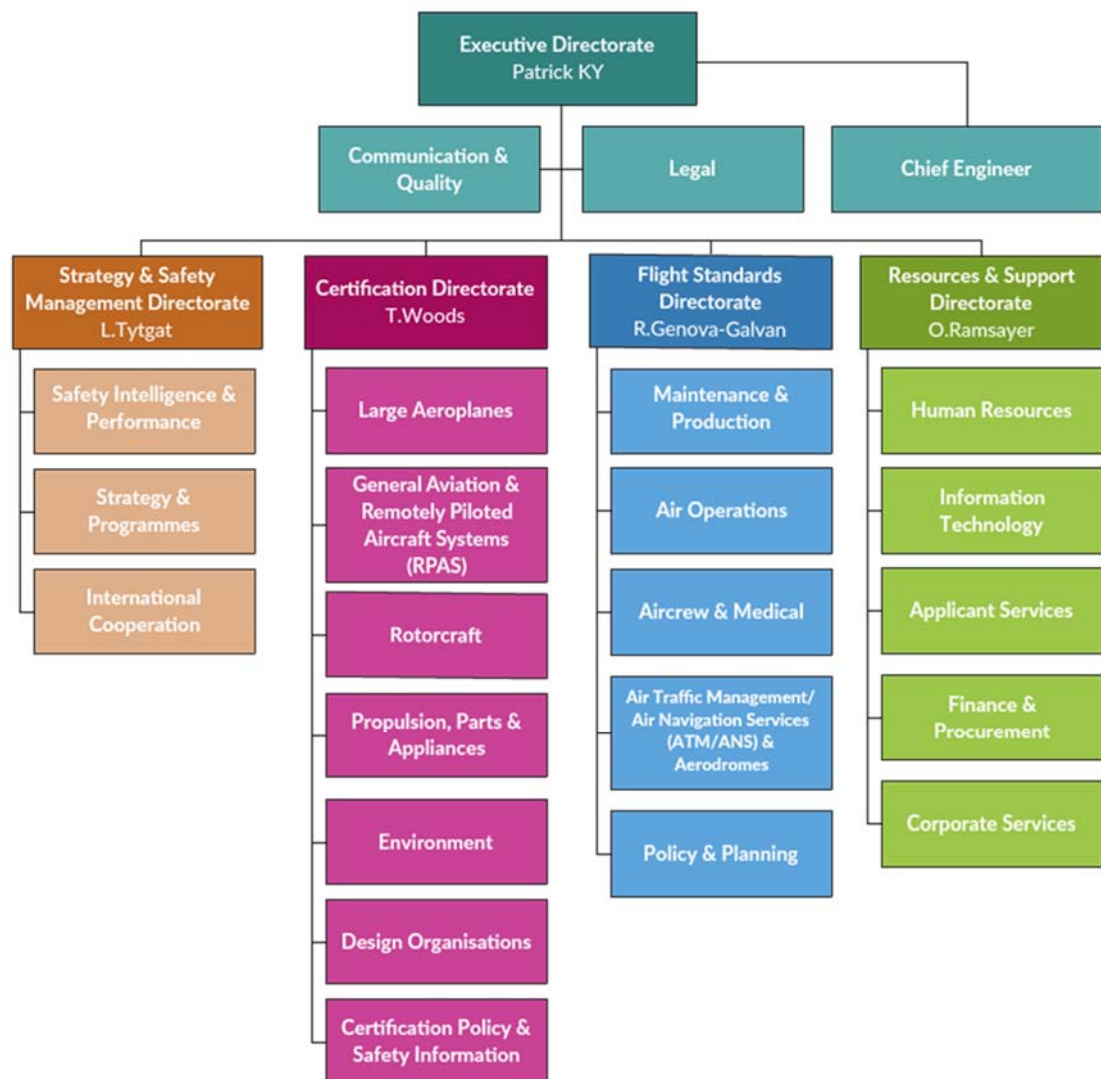 Executive Directorate
Patrick KY
Communication &
Quality
Legal
Chief Engineer
Strategy & Safety
Management Directorate
L.Tytgat
Certification Directorate
T.Woods
Flight Standards
Directorate
R.Genova-Galvan
Resources & Support
Directorate
O.Ramsayer
Safety Intelligence &
Performance
Strategy &
Programmes
International
Cooperation
Large Aeroplanes
General Aviation &
Remotely Piloted
Aircraft Systems
(RPAS)
Rotorcraft
Propulsion, Parts &
Appliances
Environment
Design Organisations
Certification Policy &
Safety Information
Maintenance &
Production
Air Operations
Aircrew & Medical
Air Traffic Management/
Air Navigation Services
(ATM/ANS) &
Aerodromes
Policy & Planning
Human Resources
Information
Technology
Applicant Services
Finance &
Procurement
Corporate Services